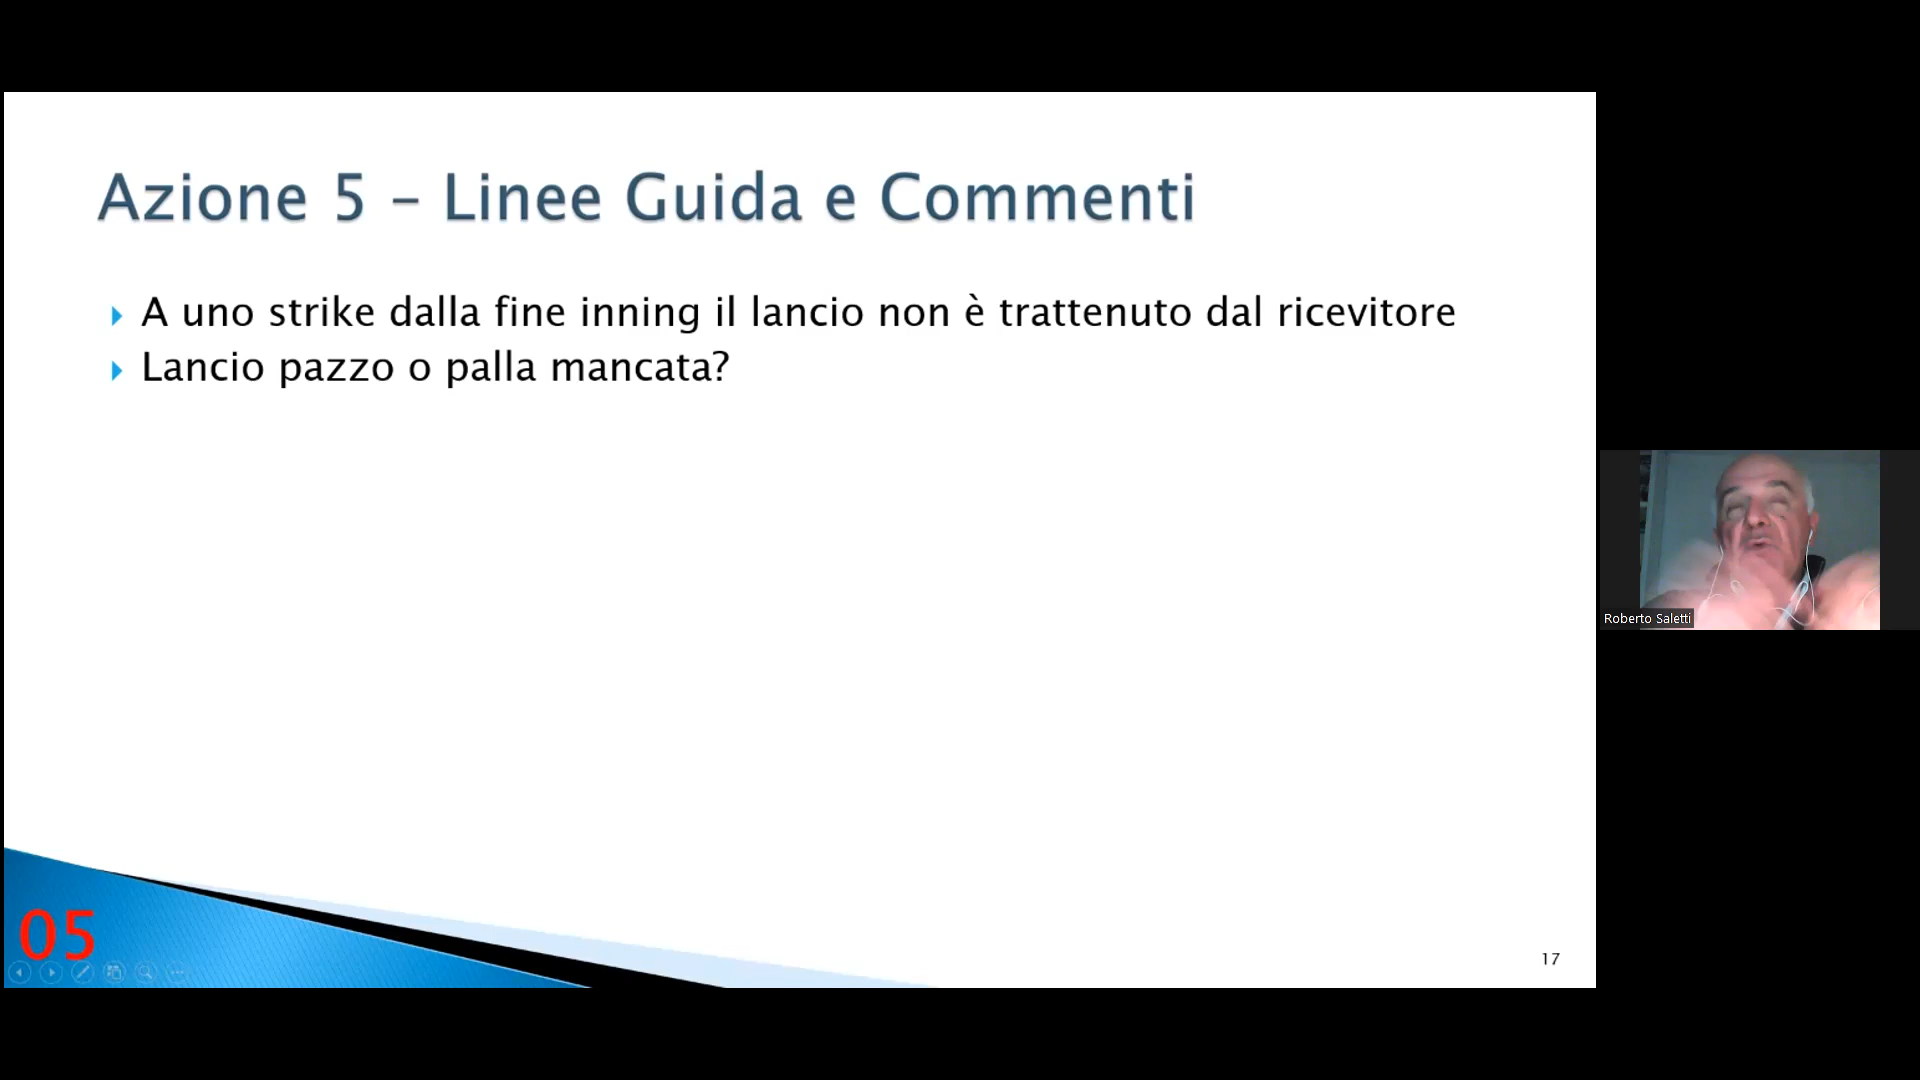 Azione 5 – Linee Guida e Commenti
A uno strike dalla fine inning il lancio non è trattenuto dal ricevitore
Lancio pazzo o palla mancata?
Roberto Saletti
05
17